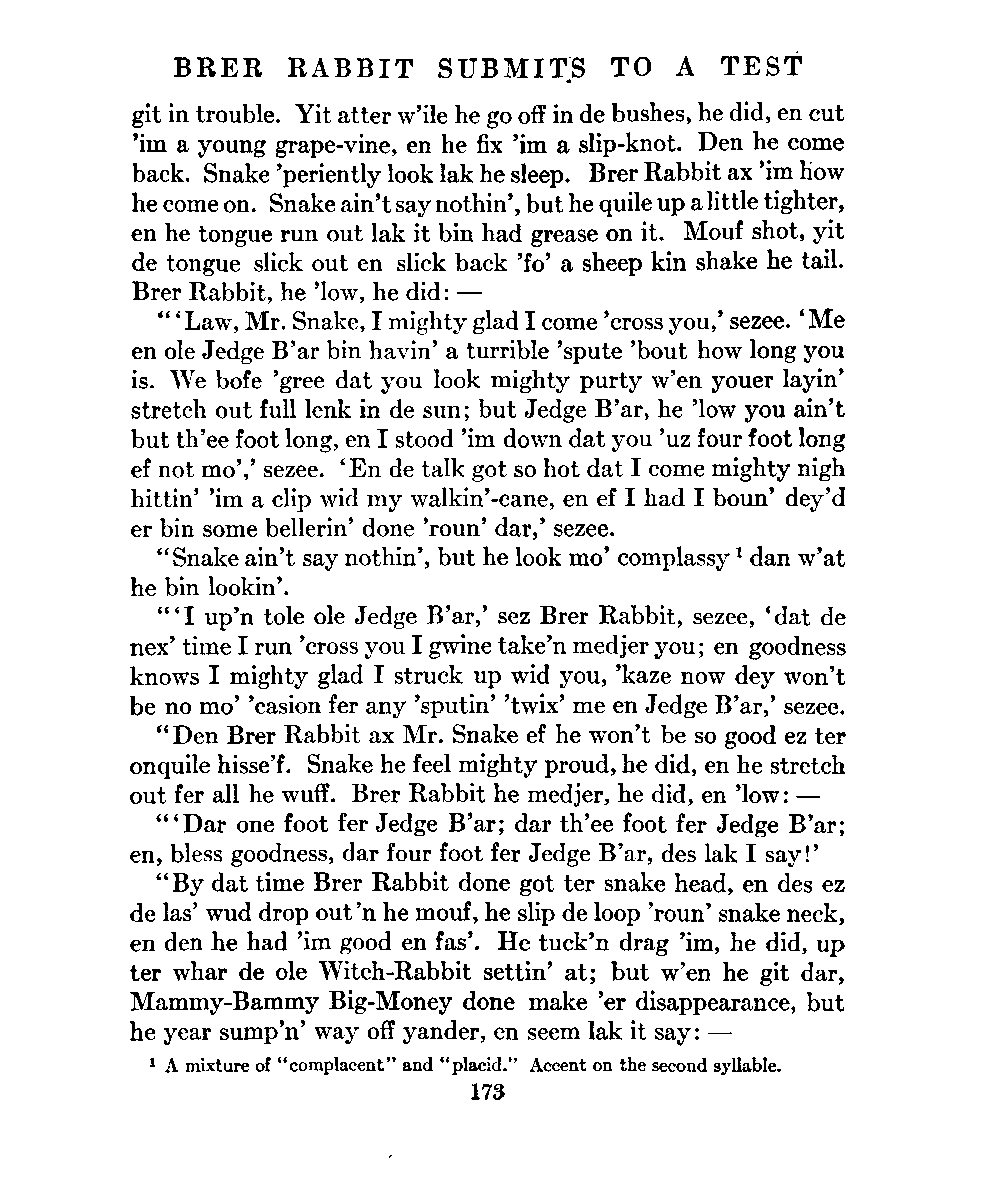 BRER RABBIT SUBMITS TO A TEST
git in trouble. Yit atter w'ile he go off in de bushes, he did, en cut
'im a young grape-vine, en he fix 'im a slip-knot. Den he come
back. Snake 'periently look lak he sleep. Brer Rabbit ax 'im how
he come on. Snake ain't say nothin', but he quile up a little tighter,
en he tongue run out lak it bin had grease on it. Mouf shot, yit
de tongue slick out en slick back 'fo' a sheep kin shake he tail.
Brer Rabbit, he 'low, he did: —
"'Law, Mr. Snake, I mighty glad I come 'cross you,' sezee. 'Me
en ole Jedge B'ar bin havin' a turrible 'spute 'bout how long you
is. We bofe 'gree dat you look mighty purty w'en youer layin'
stretch out full lenk in de sun; but Jedge B'ar, he 'low you ain't
but th'ee foot long, en I stood 'im down dat you 'uz four foot long
ef not mo',' sezee. 'En de talk got so hot dat I come mighty nigh
hittin' 'im a clip wid my walkin'-cane, en ef I had I boun' dey'd
er bin some bellerin' done 'roun' dar,' sezee.
"Snake ain't say nothin', but he look mo' complassy ¹ dan w'at
he bin lookin'.
"'I up'n tole ole Jedge B'ar,' sez Brer Rabbit, sezee, 'dat de
nex' time I run 'cross you I gwine take'n medjer you; en goodness
knows I mighty glad I struck up wid you, 'kaze now dey won't
be no mo' 'casion fer any 'sputin' 'twix' me en Jedge B'ar,' sezee.
"Den Brer Rabbit ax Mr. Snake ef he won't be so good ez ter
onquile hisse'f. Snake he feel mighty proud, he did, en he stretch
out fer all he wuff. Brer Rabbit he medjer, he did, en 'low: —
"'Dar one foot fer Jedge B'ar; dar th'ee foot fer Jedge B'ar;
en, bless goodness, dar four foot fer Jedge B'ar, des lak I say!'
"By dat time Brer Rabbit done got ter snake head, en des ez
de las' wud drop out'n he mouf, he slip de loop 'roun' snake neck,
en den he had 'im good en fas'. He tuck'n drag 'im, he did, up
ter whar de ole Witch-Rabbit settin' at; but w'en he git dar,
Mammy-Bammy Big-Money done make 'er disappearance, but
he year sump'n' way off yander, en seem lak it say: —
¹ A mixture of "complacent" and "placid." Accent on the second syllable.
173